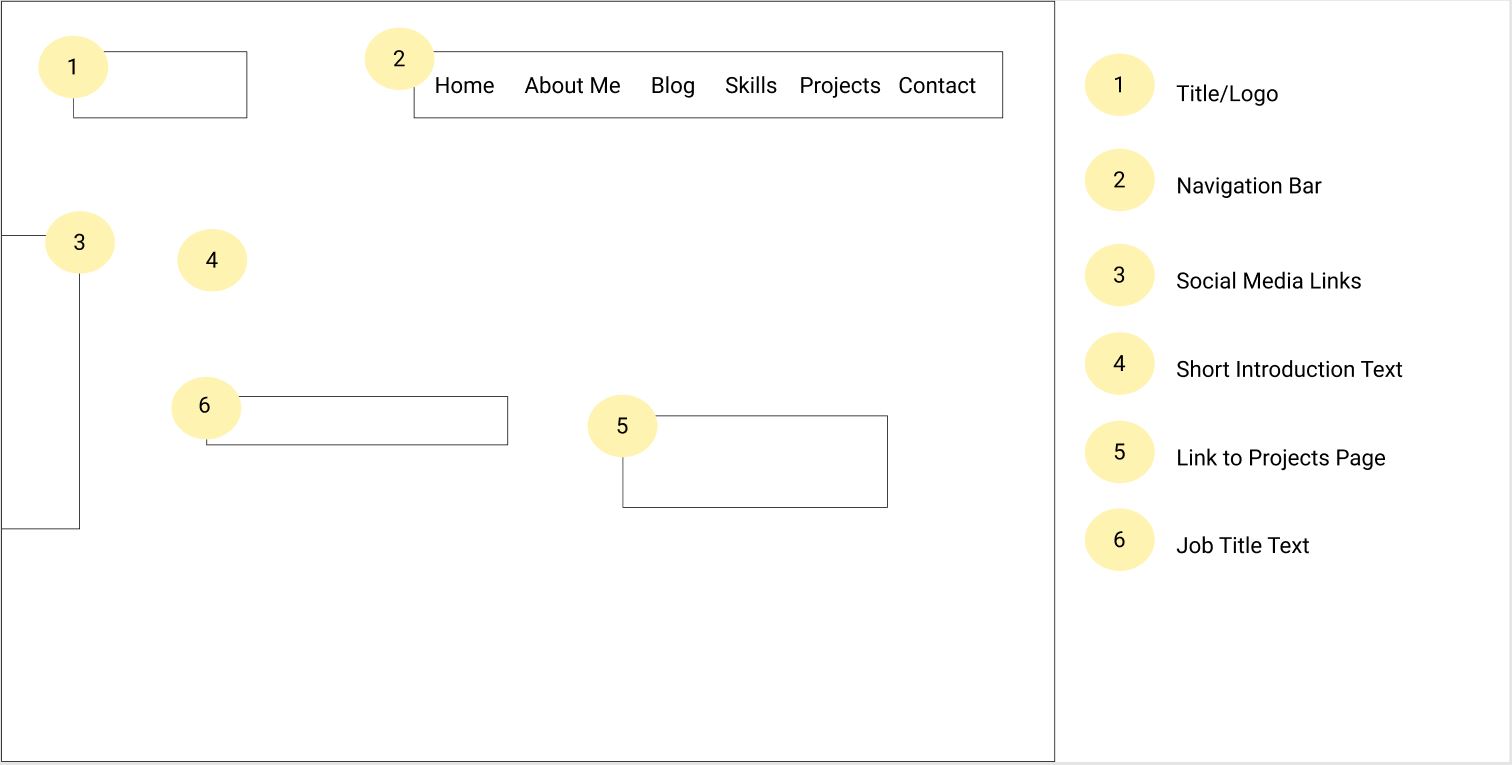 1
2
Home About Me Blog Skills Projects Contact
3
4
6
5
1 Title/Logo
2 Navigation Bar
3 Social Media Links
4 Short Introduction Text
5 Link to Projects Page
6 Job Title Text